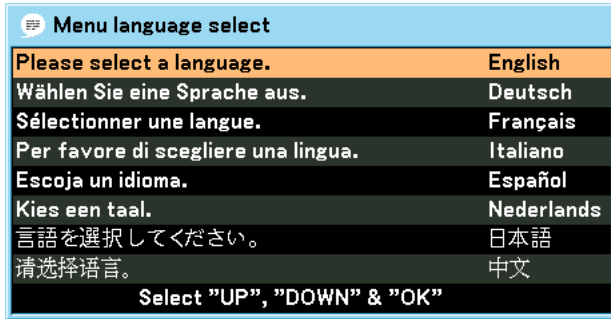 Menu language select
Please select a language. English
Wählen Sie eine Sprache aus. Deutsch
Sélectionner une langue. Français
Per favore di scegliere una lingua. Italiano
Escoja un idioma. Español
Kies een taal. Nederlands
言語を選択してください。 日本語
请选择语言。 中文
Select ”UP”, ”DOWN” & ”OK”